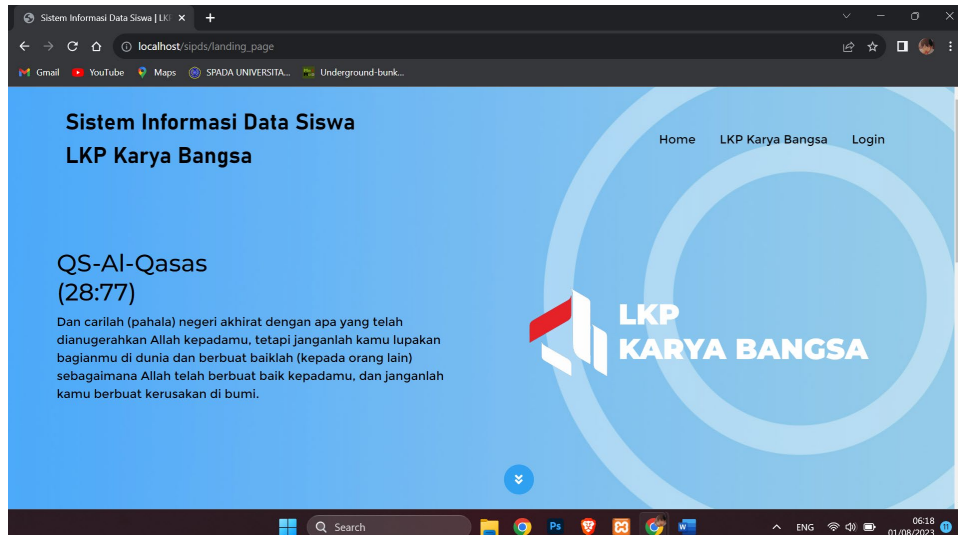 Sistem Informasi Data Siswa | LKP
localhost/sipds/landing_page
Gmail YouTube Maps SPADA UNIVERSITA... Underground-bunk...
Sistem Informasi Data Siswa
LKP Karya Bangsa
Home LKP Karya Bangsa Login
QS-Al-Qasas
(28:77)
Dan carilah (pahala) negeri akhirat dengan apa yang telah
dianugerahkan Allah kepadamu, tetapi janganlah kamu lupakan
bagianmu di dunia dan berbuat baiklah (kepada orang lain)
sebagaimana Allah telah berbuat baik kepadamu, dan janganlah
kamu berbuat kerusakan di bumi.
LKP
KARYA BANGSA
Search
Ps
W
ENG
06:18
01/08/2023
11